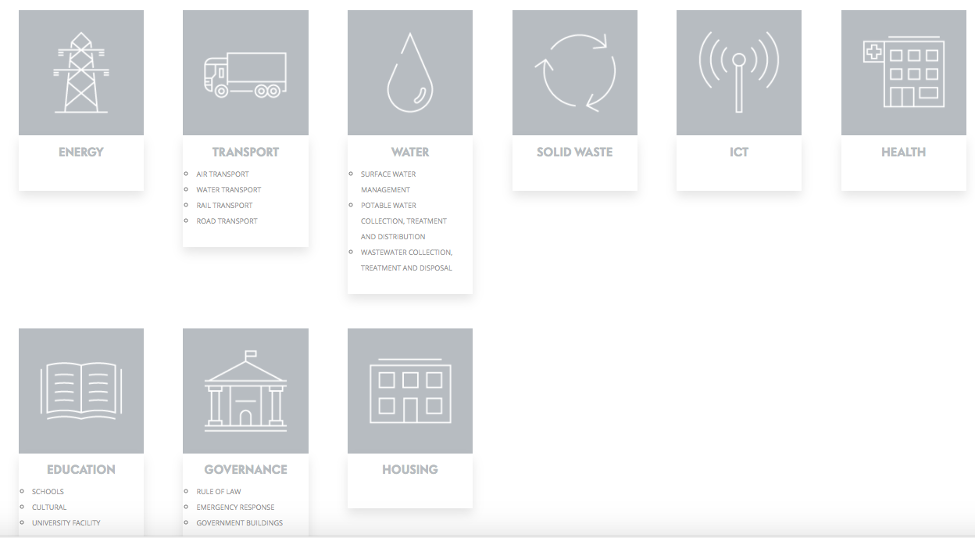 ENERGY
TRANSPORT
AIR TRANSPORT
WATER TRANSPORT
RAIL TRANSPORT
ROAD TRANSPORT
WATER
SURFACE WATER
MANAGEMENT
POTABLE WATER
COLLECTION, TREATMENT
AND DISTRIBUTION
WASTEWATER COLLECTION,
TREATMENT AND DISPOSAL
SOLID WASTE
ICT
HEALTH
EDUCATION
SCHOOLS
CULTURAL
UNIVERSITY FACILITY
GOVERNANCE
RULE OF LAW
EMERGENCY RESPONSE
GOVERNMENT BUILDINGS
HOUSING